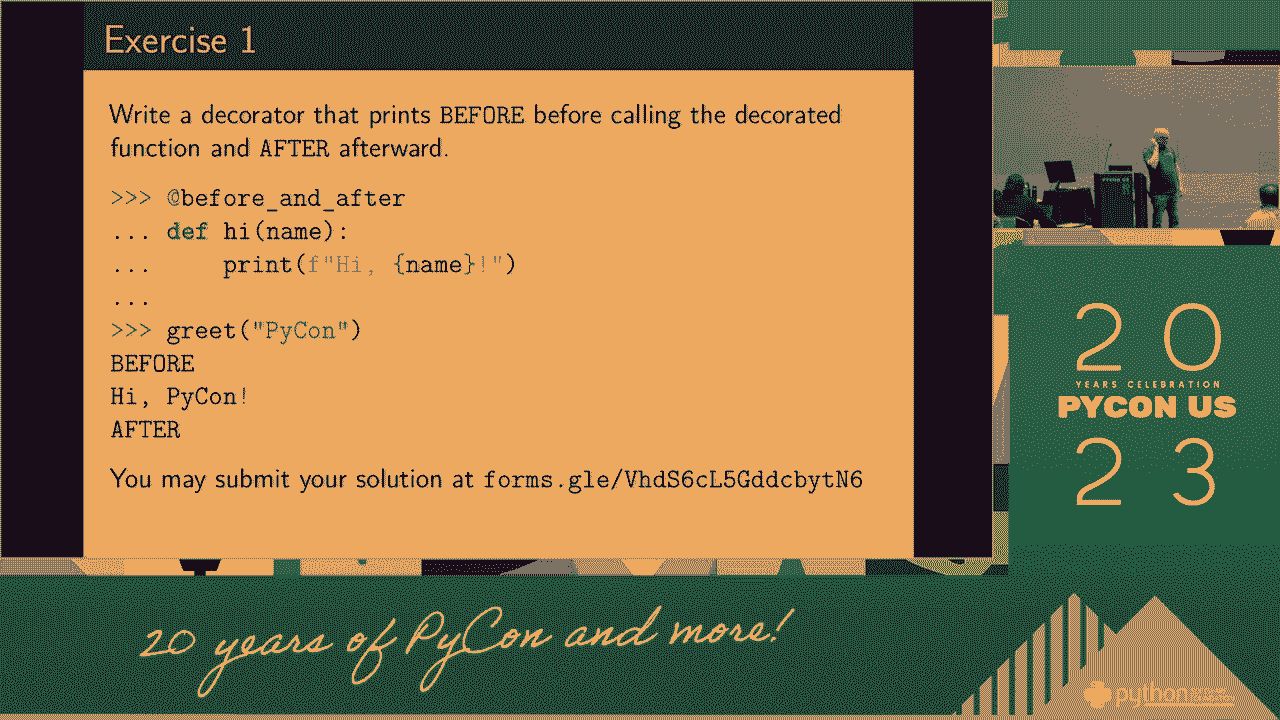 Exercise 1
Write a decorator that prints BEFORE before calling the decorated
function and AFTER afterward.
>>> @before_and_after
... def hi(name):
...     print(f"Hi, {name}!")
...
>>> greet("PyCon")
BEFORE
Hi, PyCon!
AFTER
You may submit your solution at forms.gle/VhdS6cL5GddcbytN6
20
YEARS CELEBRATION
PYCON US
23
20 years of PyCon and more!
python